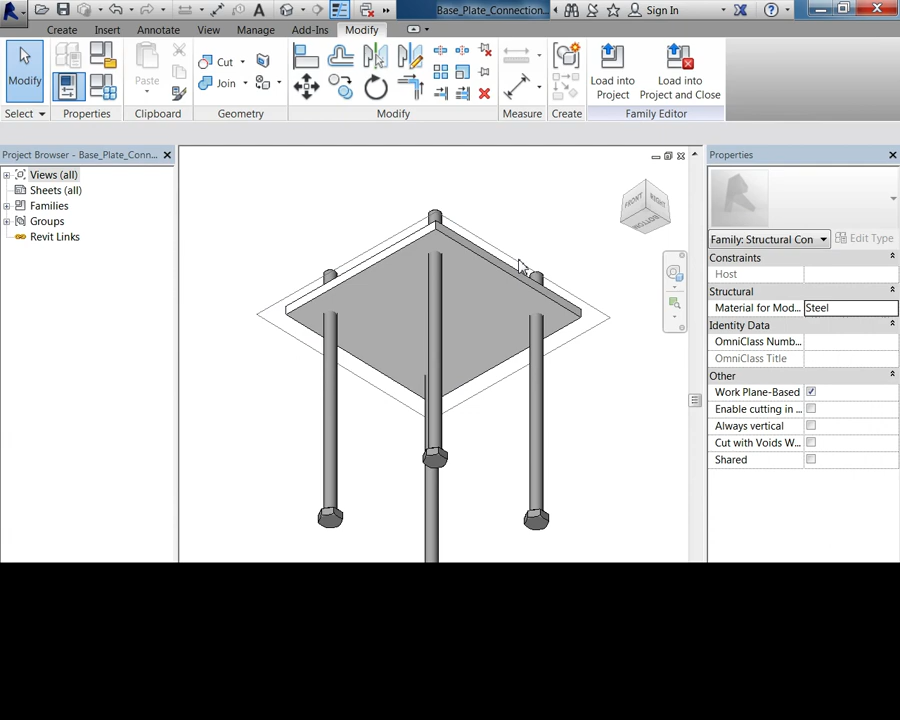 Base_Plate_Connection...
Sign In
Create Insert Annotate View Manage Add-Ins Modify
Modify
Paste
Cut
Join
Load into
Project
Load into
Project and Close
Select Properties Clipboard Geometry Modify Measure Create Family Editor
Project Browser - Base_Plate_Conn...
Views (all)
Sheets (all)
Families
Groups
Revit Links
FRONT
RIGHT
BOTTOM
Properties
Family: Structural Con
Edit Type
Constraints
Host
Structural
Material for Mod... Steel
Identity Data
OmniClass Numb...
OmniClass Title
Other
Work Plane-Based
Enable cutting in ...
Always vertical
Cut with Voids W...
Shared